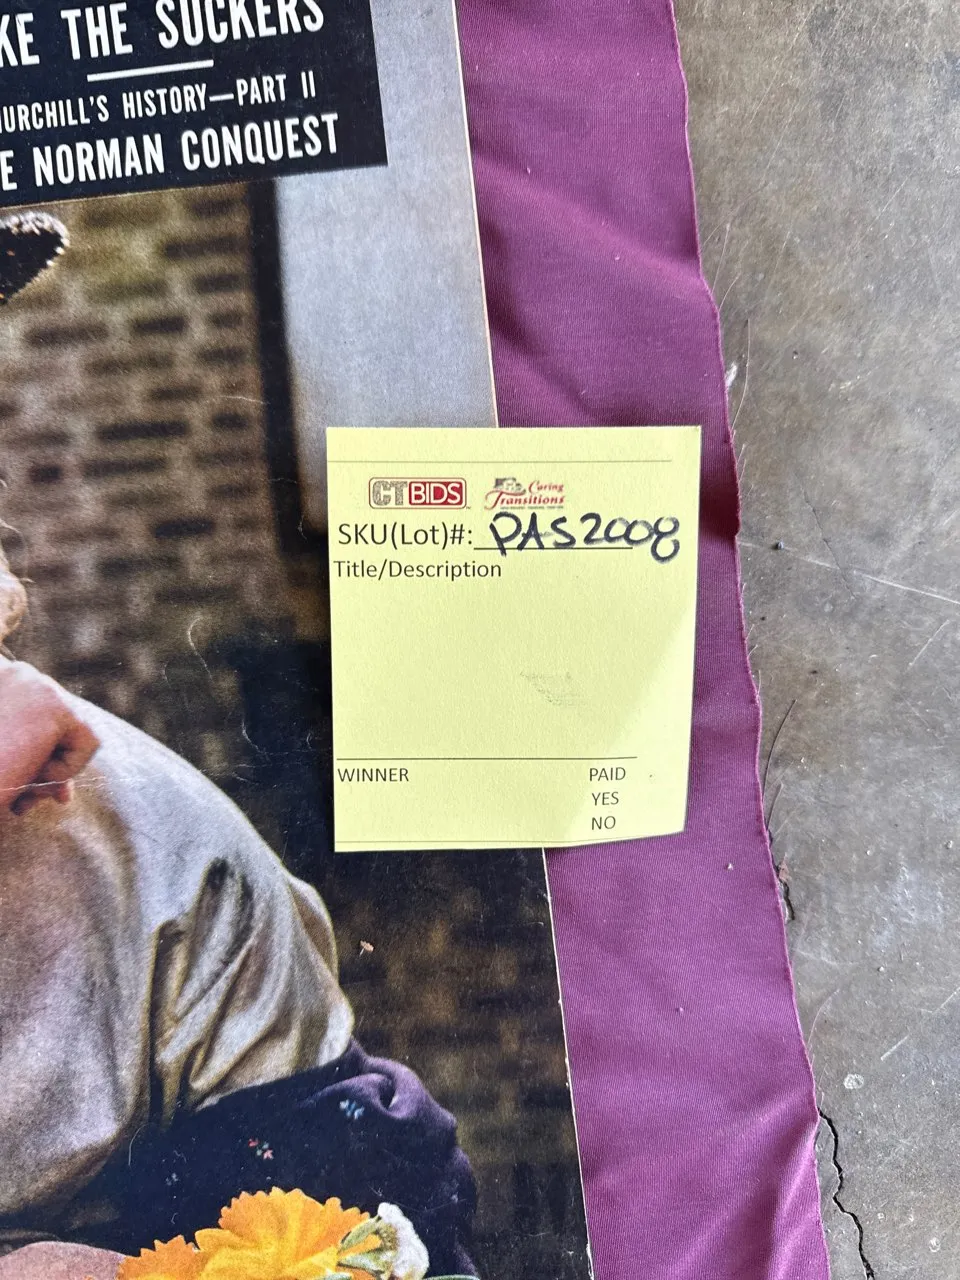 KE THE SUCKERS
HURCHILL'S HISTORY—PART II
E NORMAN CONQUEST
CTBIDS Caring Transitions
SKU(Lot)#: PAS2008
Title/Description
WINNER PAID
YES
NO